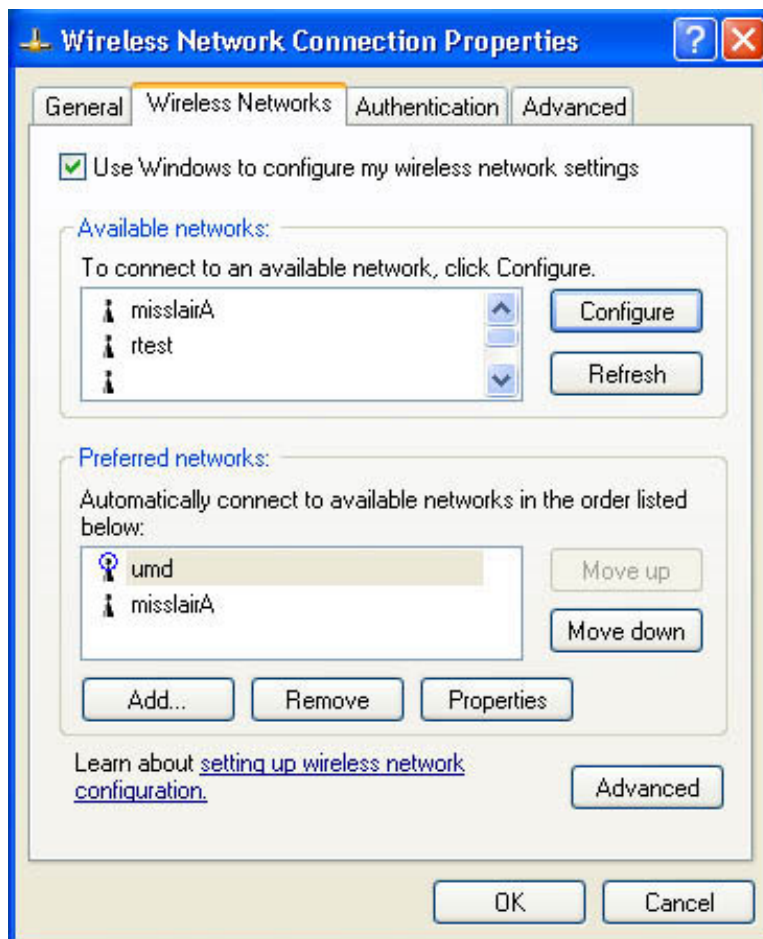 Wireless Network Connection Properties
General Wireless Networks Authentication Advanced
Use Windows to configure my wireless network settings
Available networks:
To connect to an available network, click Configure.
misslairA
rtest
Configure
Refresh
Preferred networks:
Automatically connect to available networks in the order listed
below:
umd
misslairA
Move up
Move down
Add... Remove Properties
Learn about setting up wireless network
configuration.
Advanced
OK Cancel